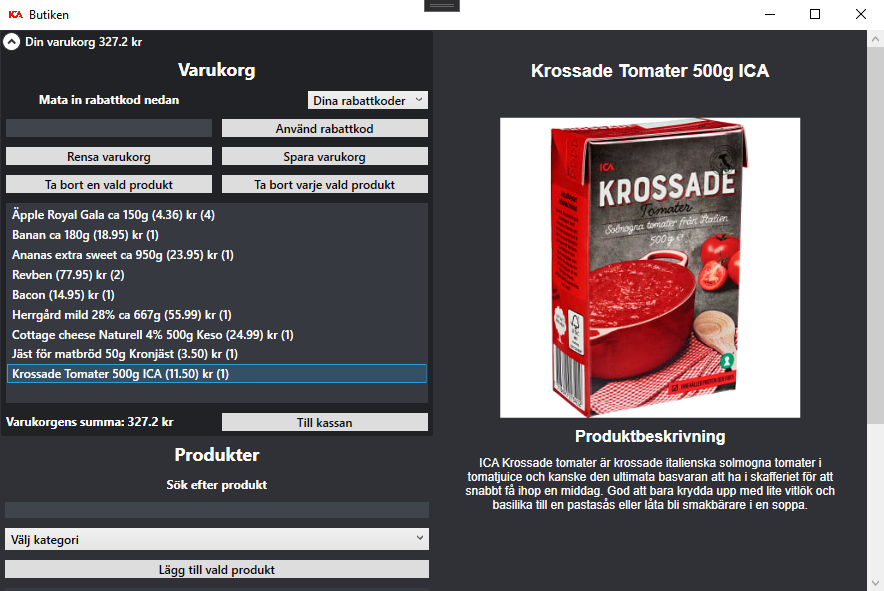 ICA Butiken
Din varukorg 327.2 kr
Varukorg
Mata in rabattkod nedan
Dina rabattkoder
Använd rabattkod
Rensa varukorg
Spara varukorg
Ta bort en vald produkt
Ta bort varje vald produkt
Äpple Royal Gala ca 150g (4.36) kr (4)
Banan ca 180g (18.95) kr (1)
Ananas extra sweet ca 950g (23.95) kr (1)
Revben (77.95) kr (2)
Bacon (14.95) kr (1)
Herrgård mild 28% ca 667g (55.99) kr (1)
Cottage cheese Naturell 4% 500g Keso (24.99) kr (1)
Jäst för matbröd 50g Kronjäst (3.50) kr (1)
Krossade Tomater 500g ICA (11.50) kr (1)
Varukorgens summa: 327.2 kr
Till kassan
Produkter
Sök efter produkt
Välj kategori
Lägg till vald produkt
Krossade Tomater 500g ICA
ICA
KROSSADE
Tomater
Solmogna tomater från Italien
500 g e
Produktbeskrivning
ICA Krossade tomater är krossade italienska solmogna tomater i
tomatjuice och kanske den ultimata basvaran att ha i skafferiet för att
snabbt få ihop en middag. God att bara krydda upp med lite vitlök och
basilika till en pastasås eller låta bli smakbärare i en soppa.